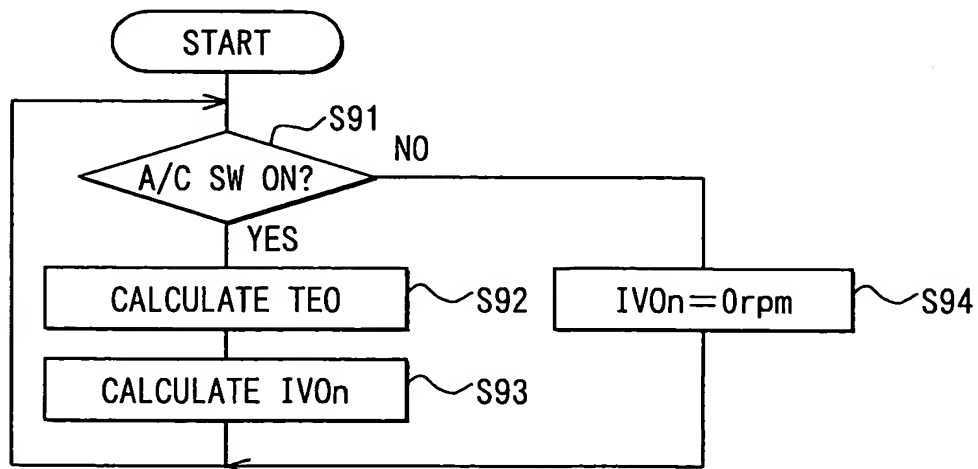 START
S91
A/C SW ON?
NO
YES
CALCULATE TEO
S92
IVOn=0rpm
S94
CALCULATE IVOn
S93